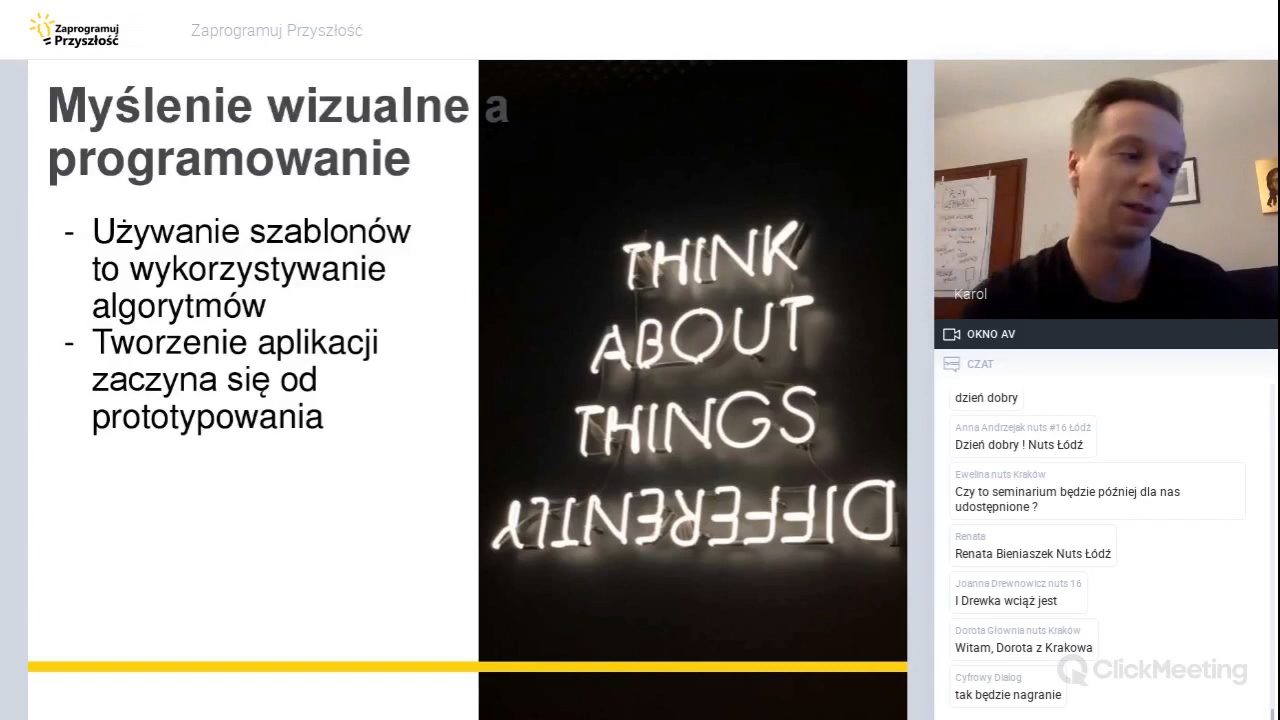 Zaprogramuj
Przyszłość
Zaprogramuj Przyszłość
Myślenie wizualne a
programowanie
- Używanie szablonów
to wykorzystywanie
algorytmów
- Tworzenie aplikacji
zaczyna się od
prototypowania
THINK
ABOUT
THINGS
DIFFERENTLY
Karol
OKNO AV
CZAT
dzień dobry
Anna Andrzejak nuts #16 Łódź
Dzień dobry ! Nuts Łódź
Ewelina nuts Kraków
Czy to seminarium będzie później dla nas
udostępnione ?
Renata
Renata Bieniaszek Nuts Łódź
Joanna Drewnowicz nuts 16
I Drewka wciąż jest
Dorota Głownia nuts Kraków
Witam, Dorota z Krakowa
Cyfrowy Dialog
tak będzie nagranie
ClickMeeting